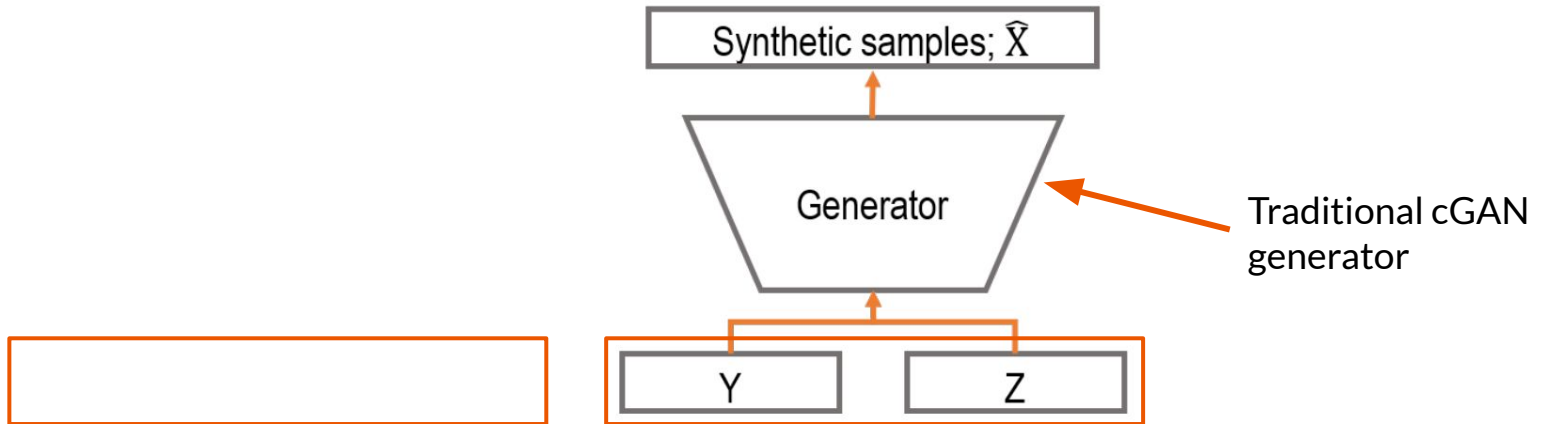 Synthetic samples; X̂
Generator
Traditional cGAN
generator
Y
Z